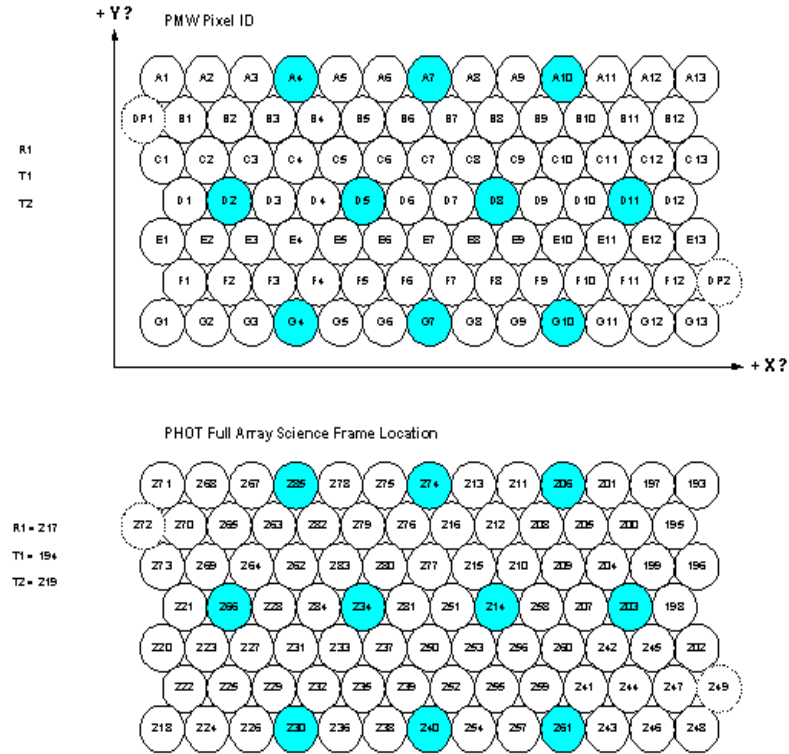 + Y ?
PMW Pixel ID
A1 A2 A3 A4 A5 A6 A7 A8 A9 A10 A11 A12 A13
DP1 B1 B2 B3 B4 B5 B6 B7 B8 B9 B10 B11 B12
R1
C1 C2 C3 C4 C5 C6 C7 C8 C9 C10 C11 C12 C13
T1
T2
D1 D2 D3 D4 D5 D6 D7 D8 D9 D10 D11 D12
E1 E2 E3 E4 E5 E6 E7 E8 E9 E10 E11 E12 E13
F1 F2 F3 F4 F5 F6 F7 F8 F9 F10 F11 F12 DP2
G1 G2 G3 G4 G5 G6 G7 G8 G9 G10 G11 G12 G13
+ X ?
PHOT Full Array Science Frame Location
271 268 267 285 278 275 274 213 211 206 201 197 193
272 270 265 263 282 279 276 216 212 208 205 200 195
R1 = 217
T1 = 194
273 269 264 262 283 280 277 215 210 209 204 199 196
T2 = 219
221 266 228 284 234 281 251 214 258 207 203 198
220 223 227 231 233 237 250 253 256 260 242 245 202
222 225 229 232 235 239 252 255 259 241 244 247 249
218 224 226 230 236 238 240 254 257 261 243 246 248